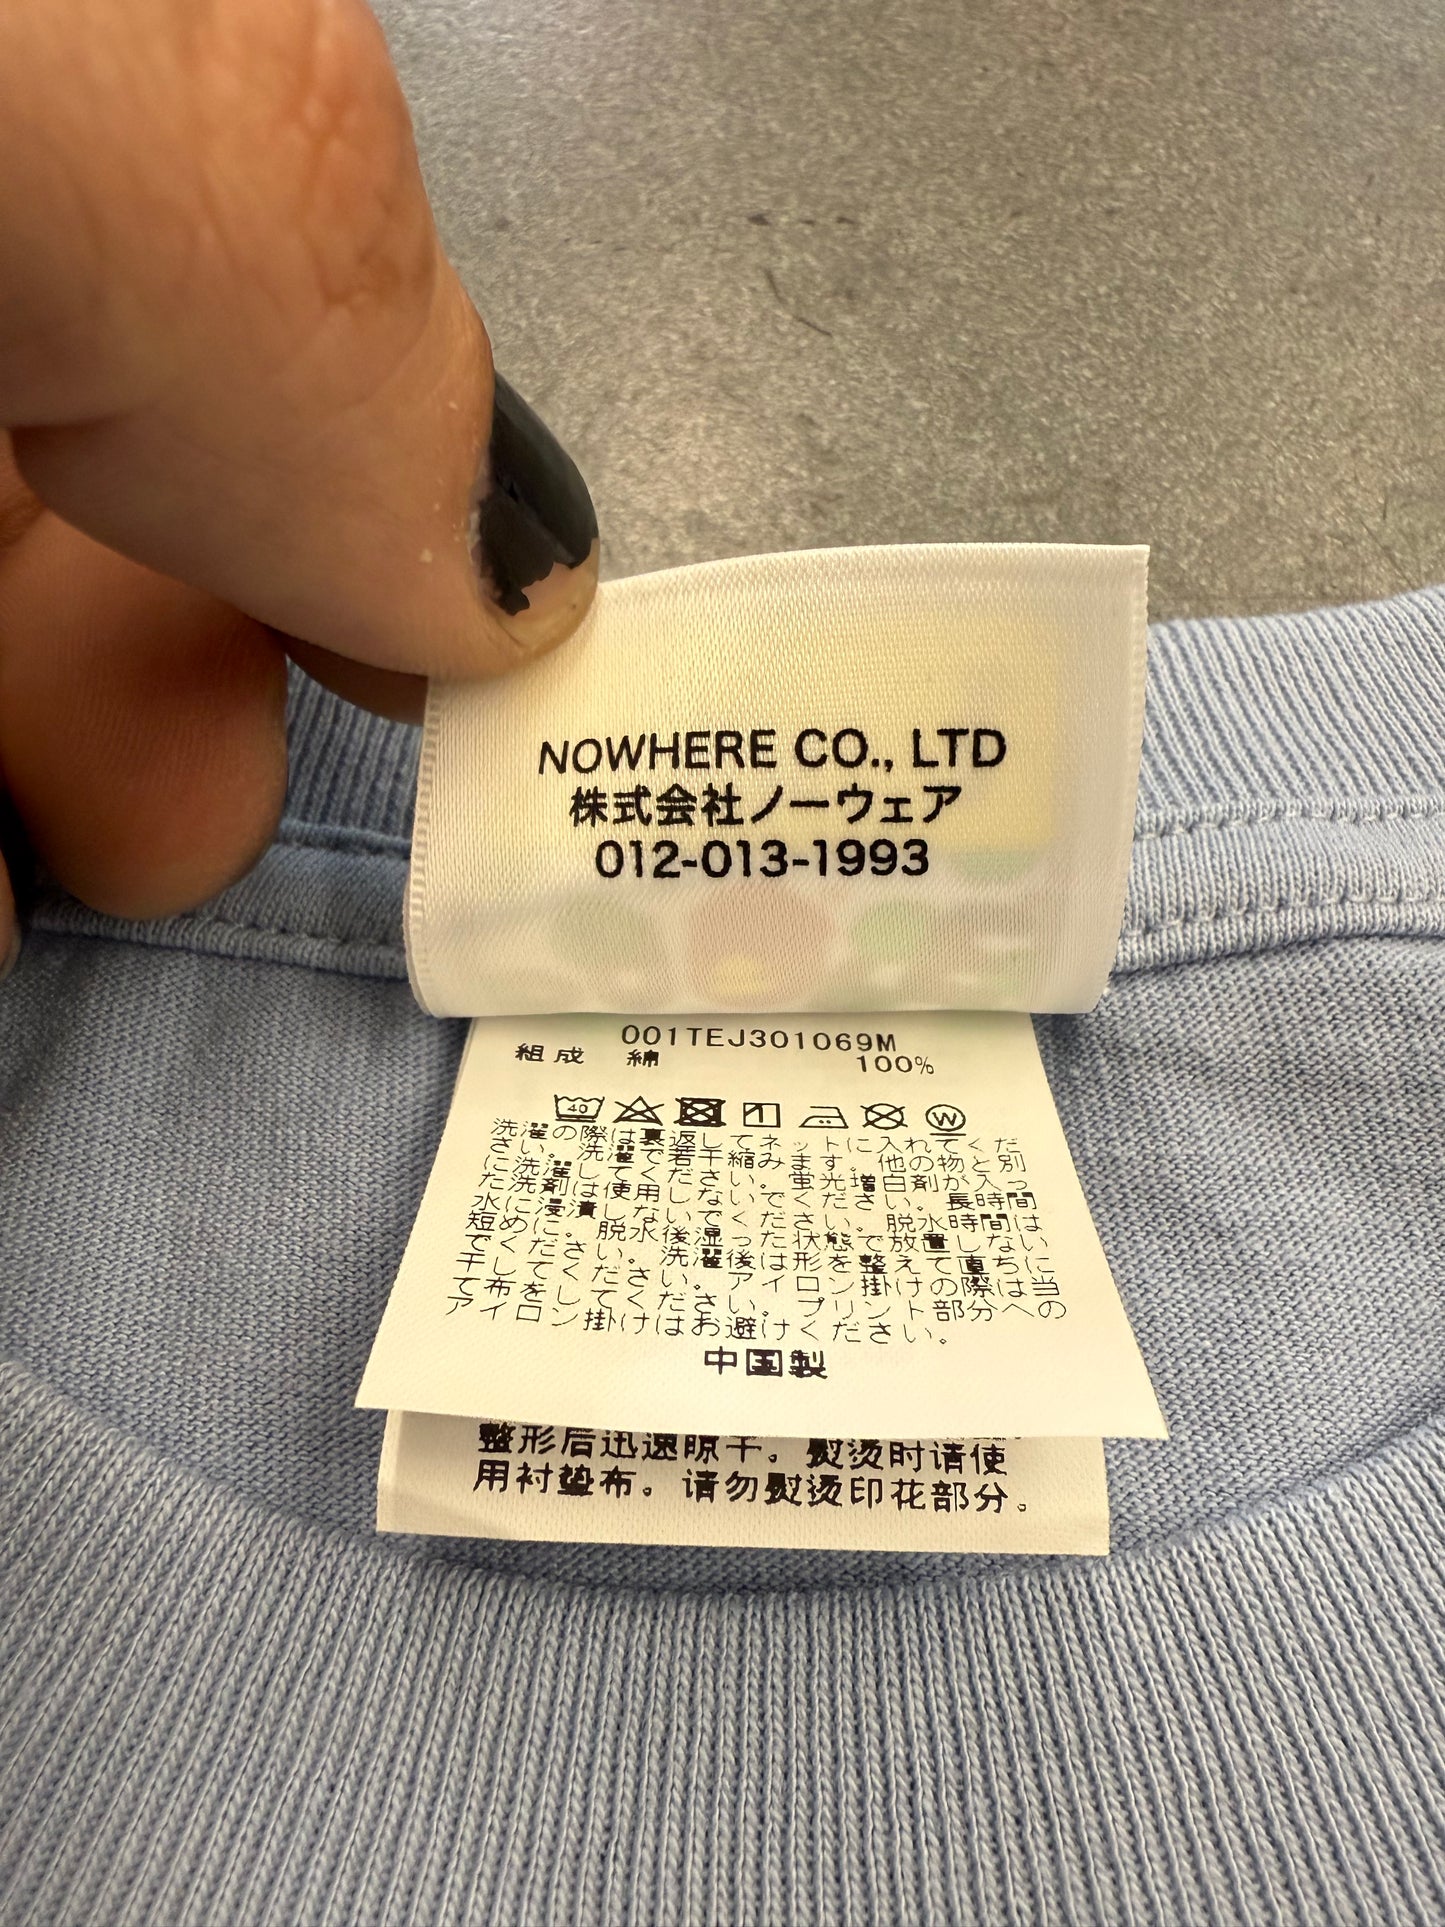 NOWHERE CO., LTD
株式会社ノーウェア
012-013-1993
001TEJ301069M
組成 綿 100%
40
W
洗濯の際は裏返してネットに入れてくだ
さい。洗濯で若干縮みます。他の物と別
に洗濯してください。蛍光増白剤が入っ
た洗剤は使用しないでください。長時間
水に浸漬しないでください。脱水時間は
短めに。脱水後湿った状態で放置しない
でください。洗濯後は形を整えて直ちに
干してください。アイロン掛けの際は当
て布をしてください。プリント部分への
アイロン掛けはお避けください。
中国製
整形后迅速晾干。熨烫时请使
用衬垫布。请勿熨烫印花部分。